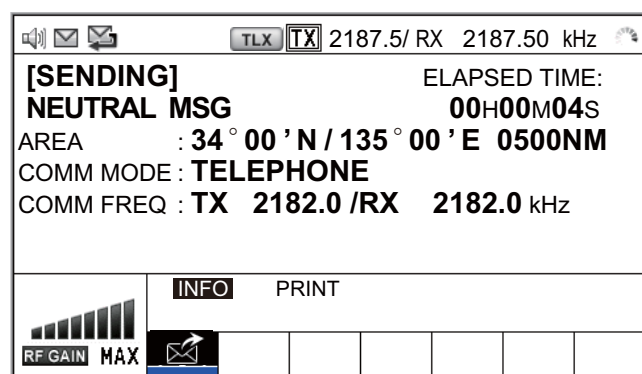 TLX TX 2187.5/ RX 2187.50 kHz
[SENDING] ELAPSED TIME:
NEUTRAL MSG 00H00M04S
AREA : 34°00 ’N / 135°00 ’E 0500NM
COMM MODE : TELEPHONE
COMM FREQ : TX 2182.0 /RX 2182.0 kHz
INFO PRINT
RF GAIN MAX